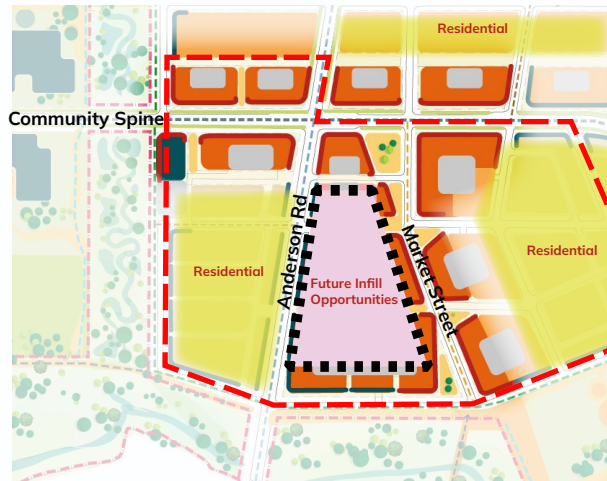 Residential
Community Spine
Anderson Rd
Market Street
Residential
Residential
Future Infill
Opportunities